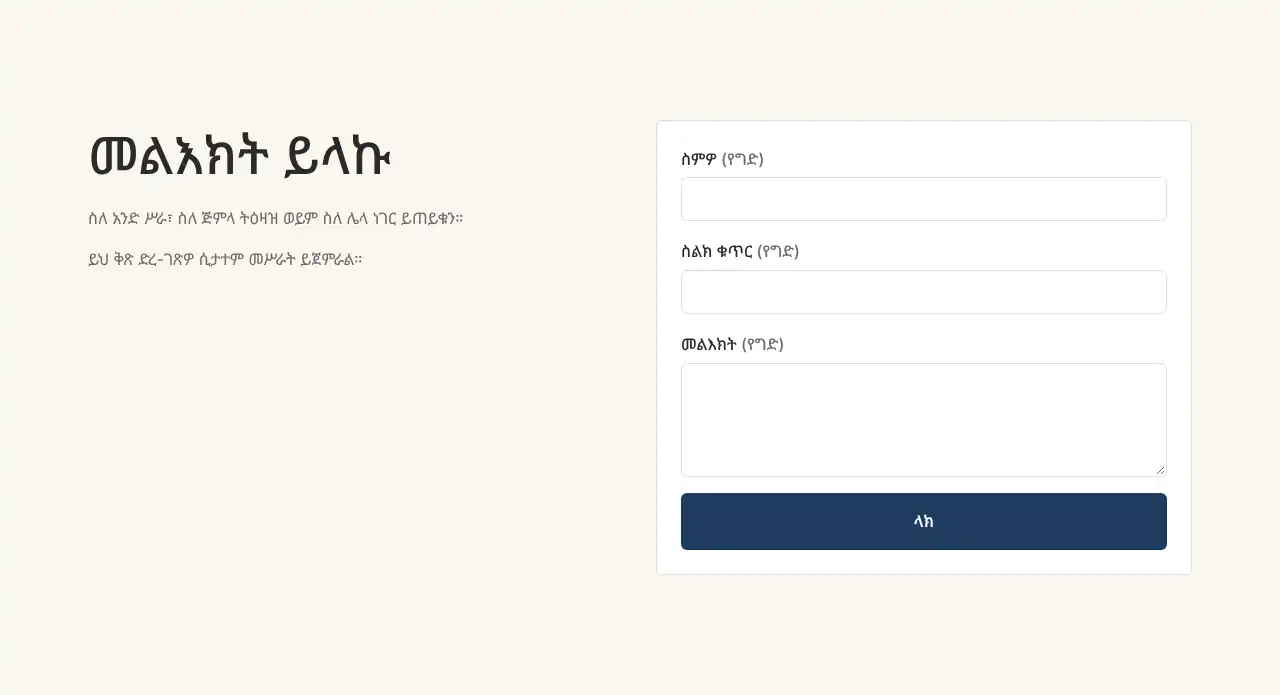 መልእክት ይላኩ
ስለ አንድ ሥራ፣ ስለ ጅምላ ትዕዛዝ ወይም ስለ ሌላ ነገር ይጠይቁን።
ይህ ቅጽ ድረ-ገጽዎ ሲታተም መሥራት ይጀምራል።
ስምዎ (የግድ)
ስልክ ቁጥር (የግድ)
መልእክት (የግድ)
ላክ